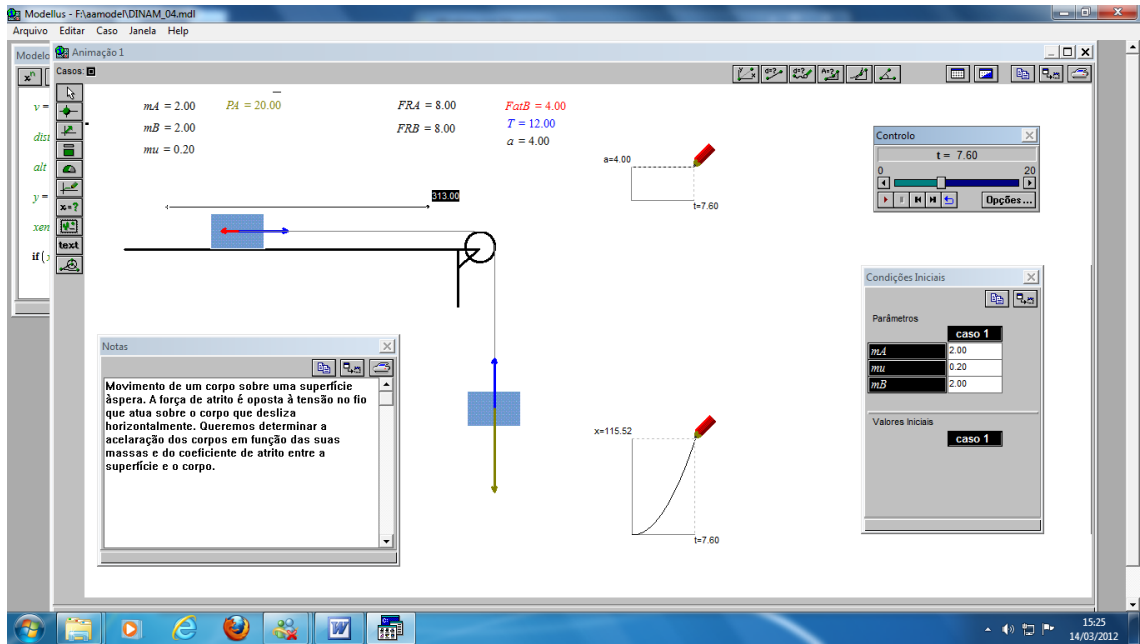 Modellus - F:\aamodel\DINAM_04.mdl
Arquivo Editar Caso Janela Help
Modelo
Animação 1
Casos:
v =
dist
alt
y =
xen
if (x
x=?
text
mA = 2.00
mB = 2.00
mu = 0.20
PA = 20.00
FRA = 8.00
FRB = 8.00
FatB = 4.00
T = 12.00
a = 4.00
313.00
a=4.00
t=7.60
Controlo
t = 7.60
0 20
Opções...
Notas
Movimento de um corpo sobre uma superfície
àspera. A força de atrito é oposta à tensão no fio
que atua sobre o corpo que desliza
horizontalmente. Queremos determinar a
acelaração dos corpos em função das suas
massas e do coeficiente de atrito entre a
superfície e o corpo.
x=115.52
t=7.60
Condições Iniciais
Parâmetros
caso 1
mA 2.00
mu 0.20
mB 2.00
Valores Iniciais
caso 1
15:25
14/03/2012